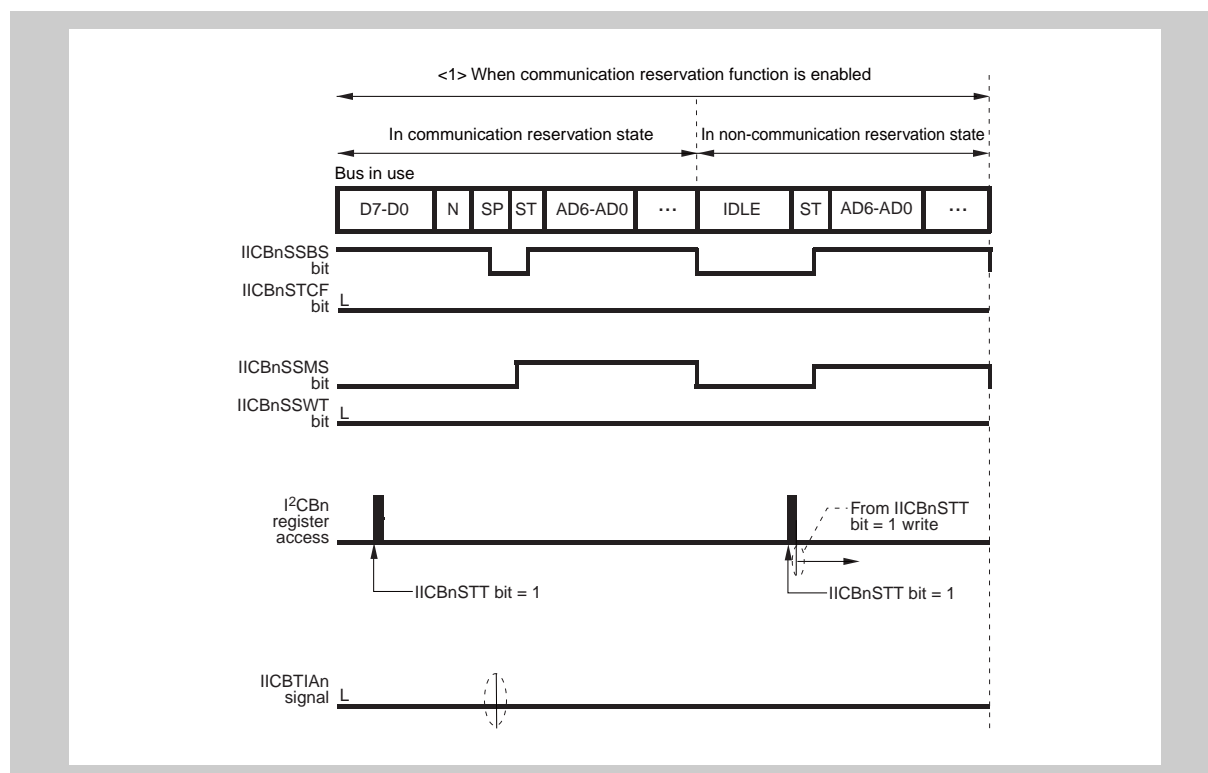 <1> When communication reservation function is enabled
In communication reservation state
In non-communication reservation state
Bus in use
D7-D0 N SP ST AD6-AD0 ... IDLE ST AD6-AD0 ...
IICBnSSBS
bit
IICBnSTCF
bit
L
IICBnSSMS
bit
IICBnSSWT
bit
L
I²CBn
register
access
From IICBnSTT
bit = 1 write
IICBnSTT bit = 1
IICBnSTT bit = 1
IICBTIAn
signal
L